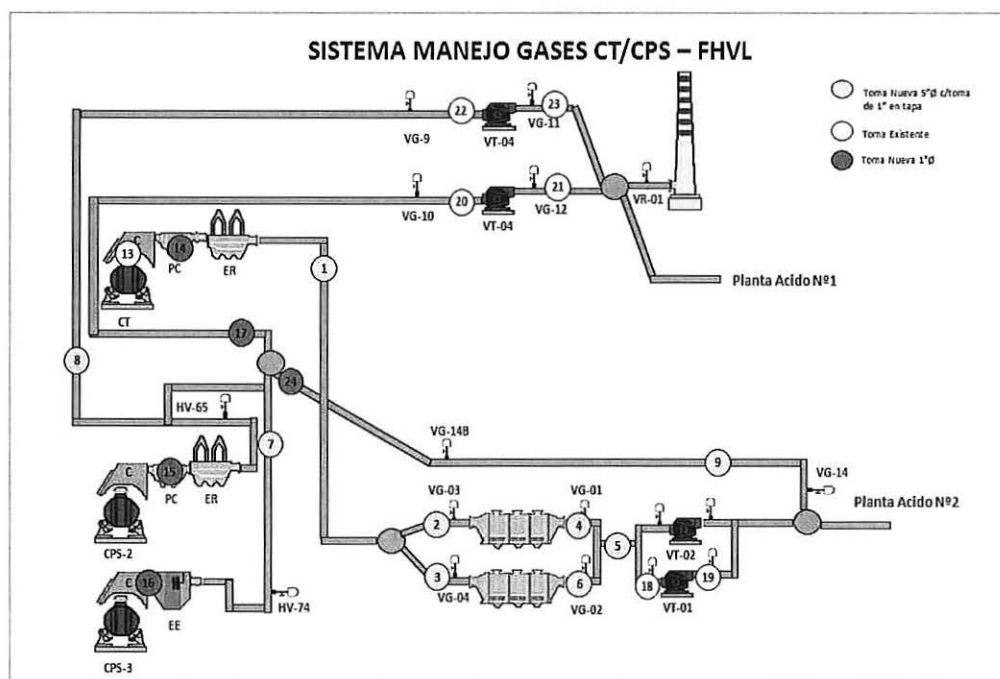 SISTEMA MANEJO GASES CT/CPS – FHVL
Toma Nueva 5"Ø c/toma
de 1" en tapa
Toma Existente
Toma Nueva 1"Ø
22
23
VG-9
VT-04
VG-11
20
21
VG-10
VT-04
VG-12
VR-01
C
13
14
PC
ER
CT
1
Planta Acido Nº1
17
8
24
HV-65
7
VG-14B
9
VG-14
C
15
PC
ER
CPS-2
VG-03
VG-01
2
4
Planta Acido Nº2
5
VT-02
3
6
VG-04
VG-02
18
19
VT-01
C
16
EE
HV-74
CPS-3